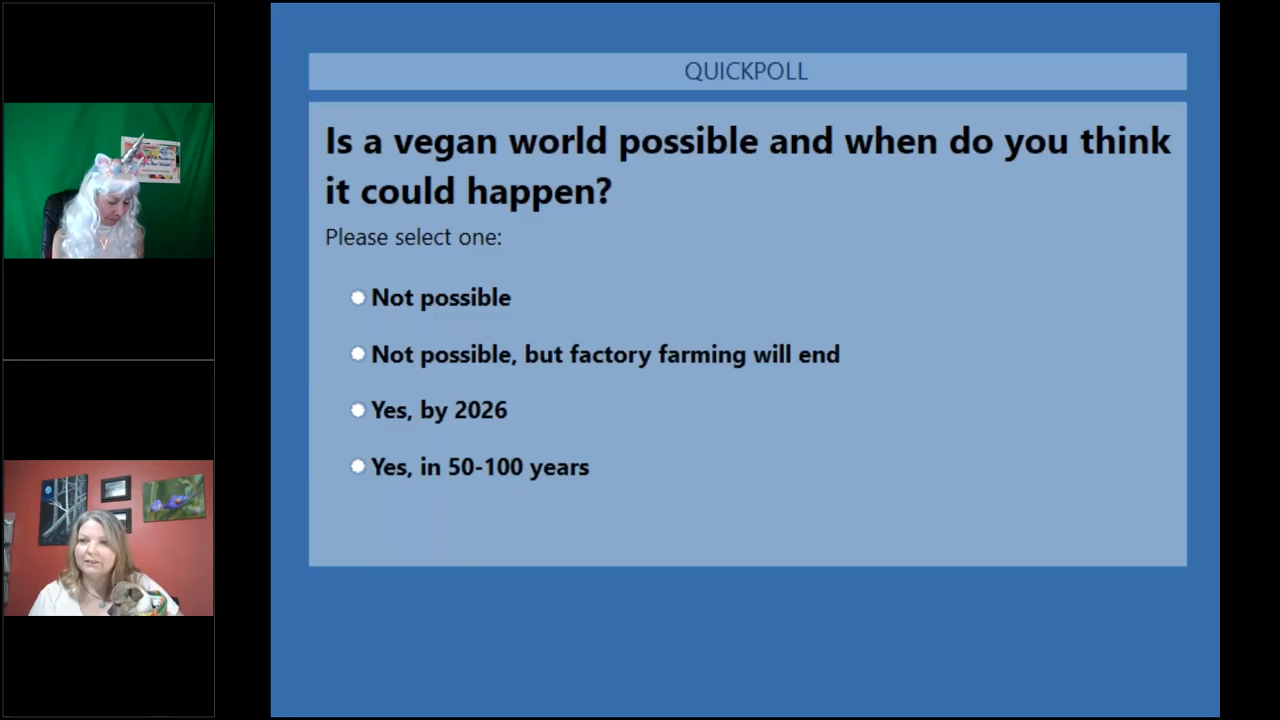 QUICKPOLL
Is a vegan world possible and when do you think
it could happen?
Please select one:
Not possible
Not possible, but factory farming will end
Yes, by 2026
Yes, in 50-100 years